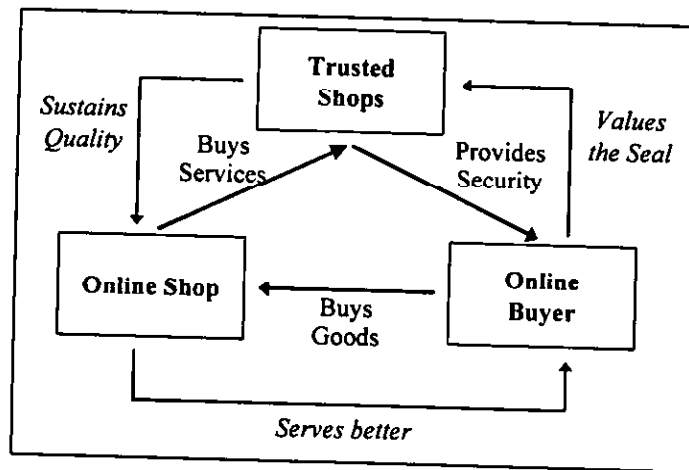 Trusted
Shops
Sustains
Quality
Values
the Seal
Buys
Services
Provides
Security
Online Shop
Online
Buyer
Buys
Goods
Serves better